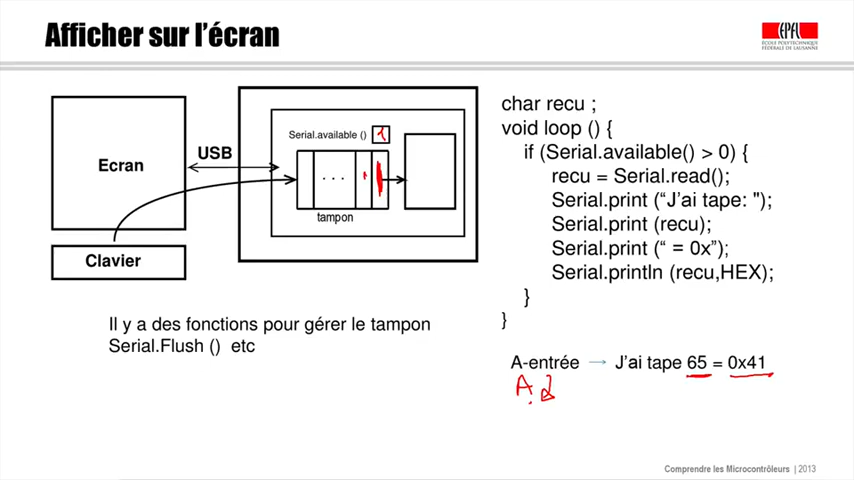 Afficher sur l'écran
EPFL
ÉCOLE POLYTECHNIQUE
FÉDÉRALE DE LAUSANNE
Ecran
USB
Serial.available ()
. . .
tampon
Clavier
Il y a des fonctions pour gérer le tampon
Serial.Flush () etc
char recu ;
void loop () {
if (Serial.available() > 0) {
recu = Serial.read();
Serial.print (“J’ai tape: ");
Serial.print (recu);
Serial.print (“ = 0x”);
Serial.println (recu,HEX);
}
}
A-entrée → J’ai tape 65 = 0x41
A
Comprendre les Microcontrôleurs | 2013